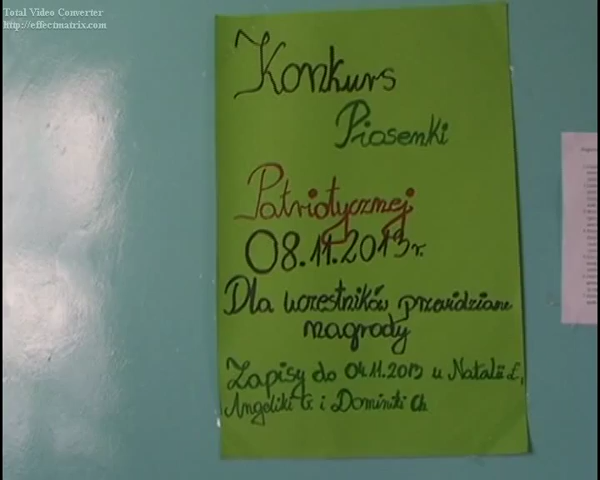 Total Video Converter
http://effectmatrix.com
Konkurs
Piosenki
Patriotycznej
08.11.2013r.
Dla uczestników przewidziane
nagrody
Zapisy do 04.11.2013 u Natalii Ł,
Angeliki G i Dominiki Ch